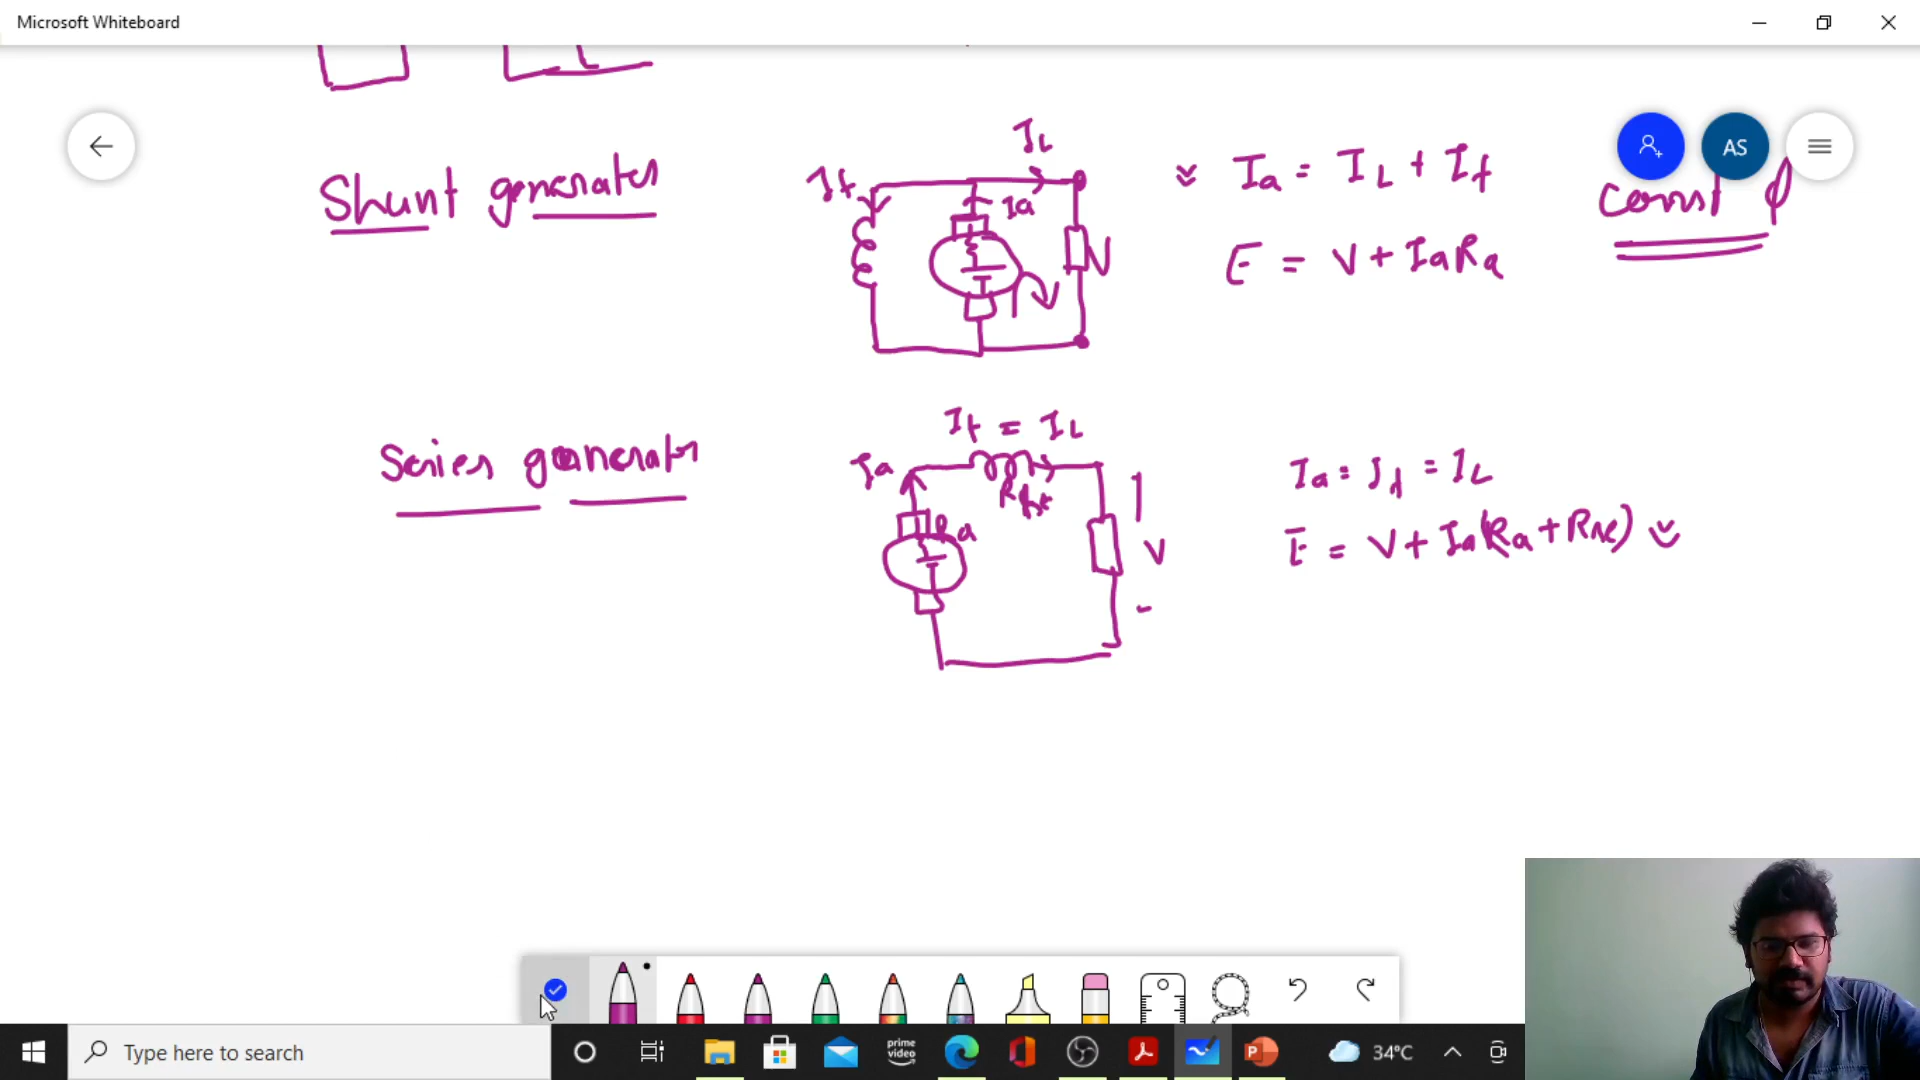 Microsoft Whiteboard
AS
Shunt generator
If
IL
Ia
V
Ia = IL + If
E = V + IaRa
const φ
Series generator
If = IL
Ia
Ra
V
Ia = If = IL
E = V + Ia(Ra + Rse)
prime video
Type here to search
34°C